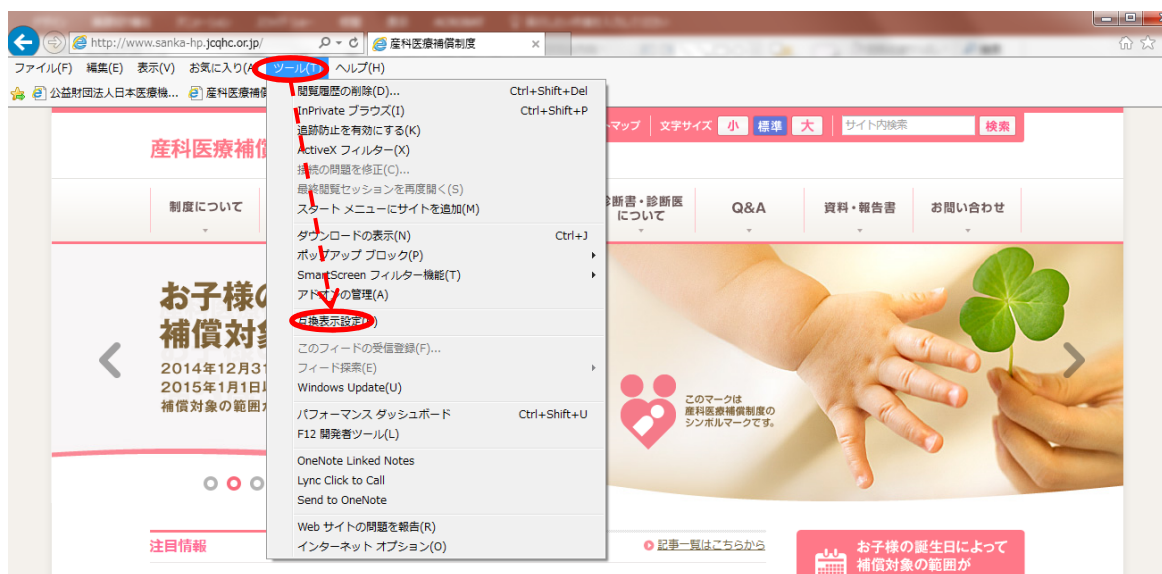 http://www.sanka-hp.jqohc.or.jp/
産科医療補償制度
ファイル(F) 編集(E) 表示(V) お気に入り(A ツール(T) ヘルプ(H)
公益財団法人日本医療機... 産科医療補償
閲覧履歴の削除(D)... Ctrl+Shift+Del
InPrivate ブラウズ(I) Ctrl+Shift+P
追跡防止を有効にする(K)
ActiveX フィルター(X)
接続の問題を修正(C)...
最終閲覧セッションを再度開く(S)
スタート メニューにサイトを追加(M)
ダウンロードの表示(N) Ctrl+J
ポップアップ ブロック(P)
SmartScreen フィルター機能(T)
アドオンの管理(A)
互換表示設定
このフィードの受信登録(F)...
フィード探索(E)
Windows Update(U)
パフォーマンス ダッシュボード Ctrl+Shift+U
F12 開発者ツール(L)
OneNote Linked Notes
Lync Click to Call
Send to OneNote
Web サイトの問題を報告(R)
インターネット オプション(O)
マップ 文字サイズ 小 標準 大 サイト内検索 検索
産科医療補償
制度について
診断書・診断医
について
Q&A
資料・報告書
お問い合わせ
お子様の
補償対象
2014年12月31
2015年1月1日
補償対象の範囲が
このマークは
産科医療補償制度の
シンボルマークです。
注目情報
記事一覧はこちらから
お子様の誕生日によって
補償対象の範囲が